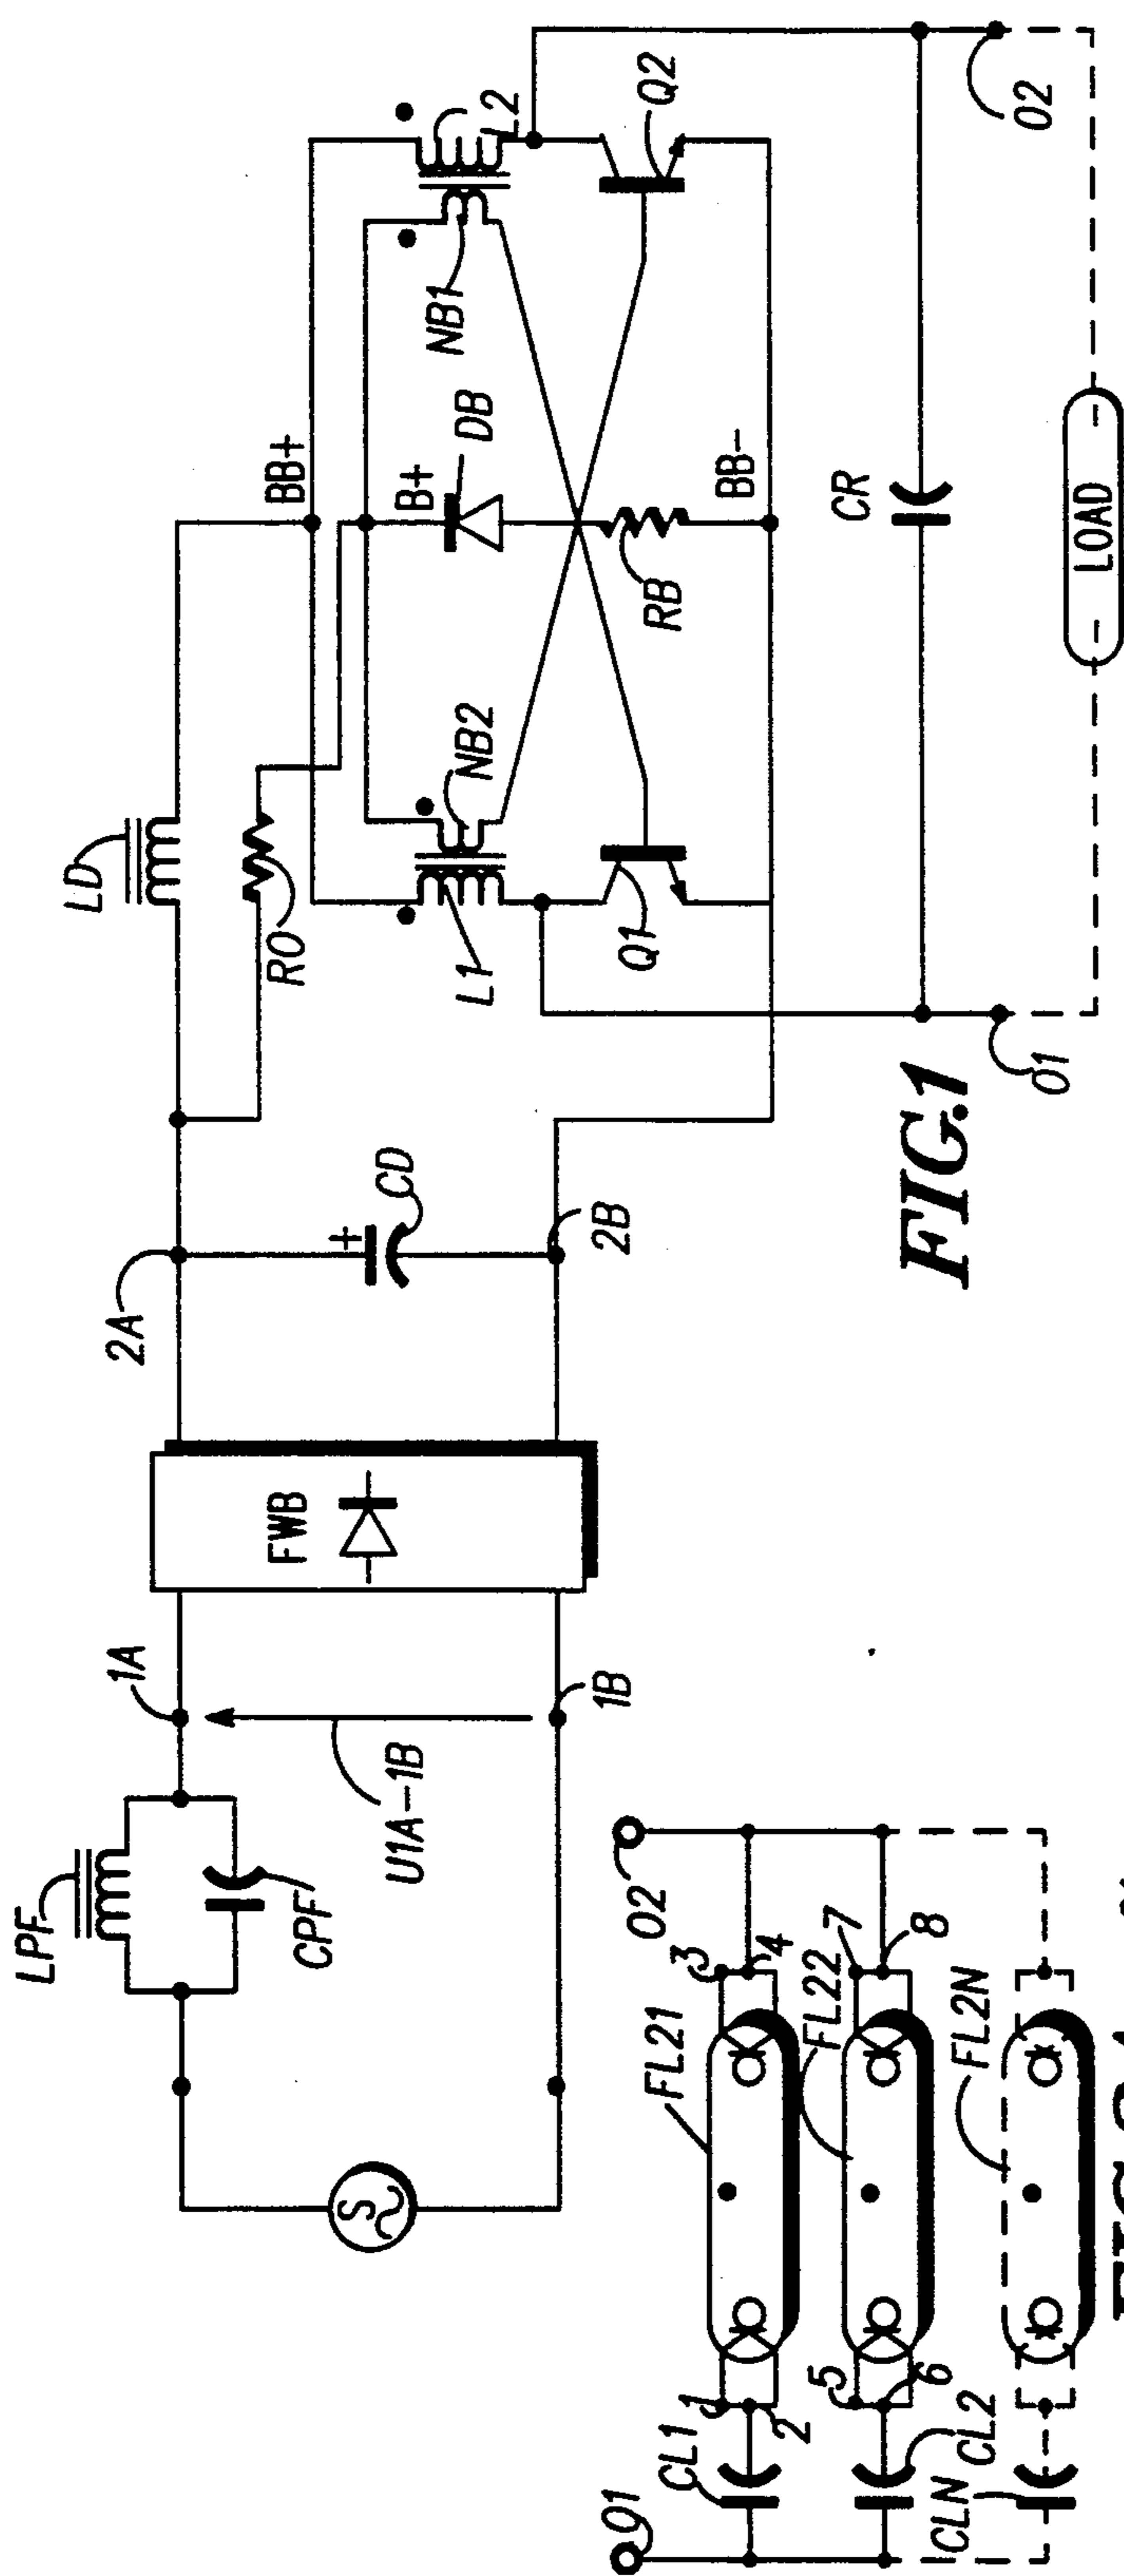 LPF
CPF
S
1A
U1A-1B
1B
FWB
2A
+
CD
2B
LD
RO
BB+
B+
DB
L1
NB2
NB1
L2
Q1
Q2
RB
BB-
CR
O1
O2
LOAD
FIG.1
O1
O2
CL1
1
2
3
4
FL21
CL2
5
6
7
8
FL22
CLN
FL2N